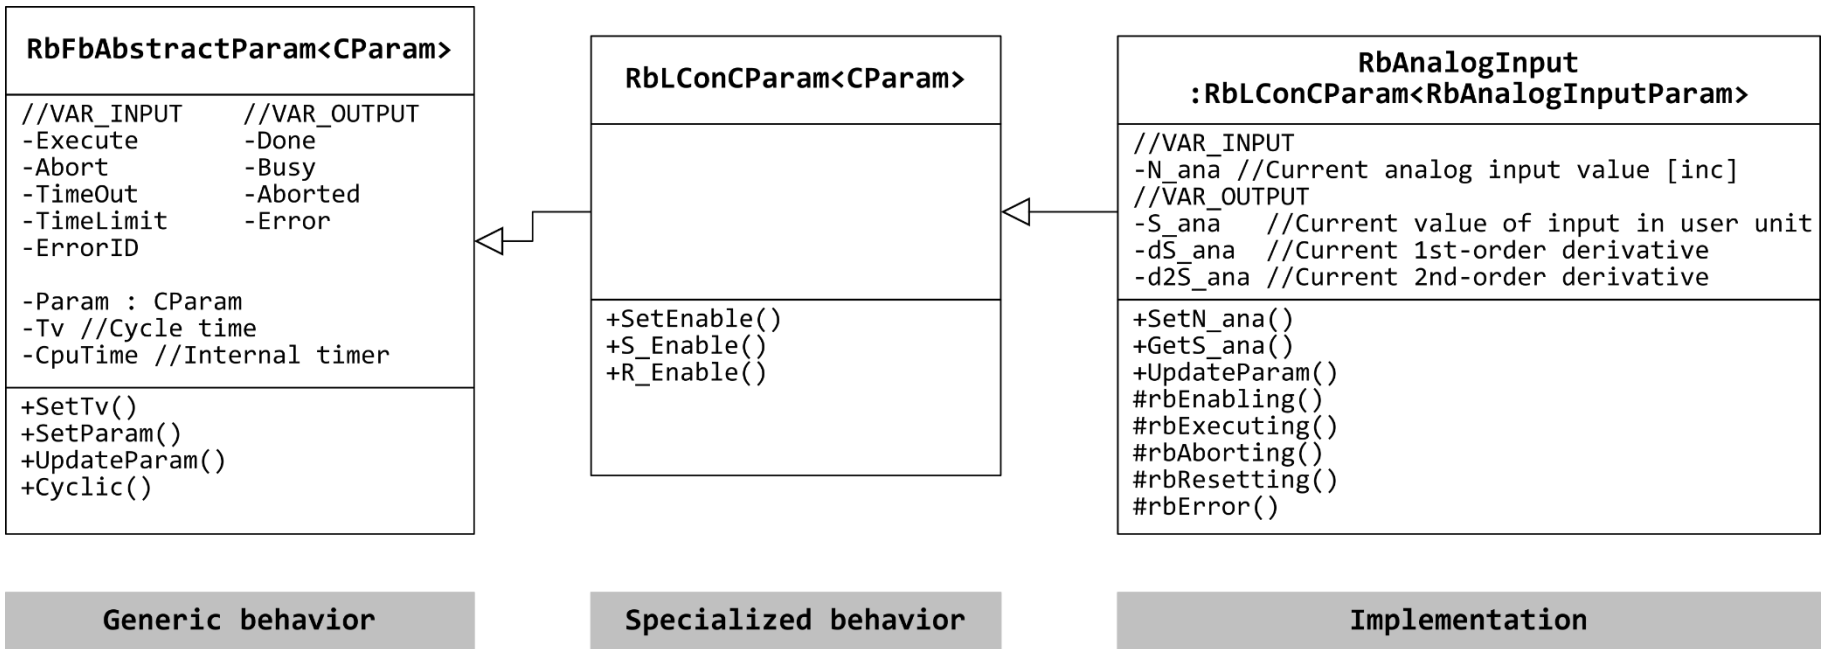 RbFbAbstractParam<CParam>
//VAR_INPUT    //VAR_OUTPUT
-Execute       -Done
-Abort         -Busy
-TimeOut       -Aborted
-TimeLimit     -Error
-ErrorID
-Param : CParam
-Tv //Cycle time
-CpuTime //Internal timer
+SetTv()
+SetParam()
+UpdateParam()
+Cyclic()
Generic behavior
RbLConCParam<CParam>
+SetEnable()
+S_Enable()
+R_Enable()
Specialized behavior
RbAnalogInput
:RbLConCParam<RbAnalogInputParam>
//VAR_INPUT
-N_ana //Current analog input value [inc]
//VAR_OUTPUT
-S_ana   //Current value of input in user unit
-dS_ana  //Current 1st-order derivative
-d2S_ana //Current 2nd-order derivative
+SetN_ana()
+GetS_ana()
+UpdateParam()
#rbEnabling()
#rbExecuting()
#rbAborting()
#rbResetting()
#rbError()
Implementation